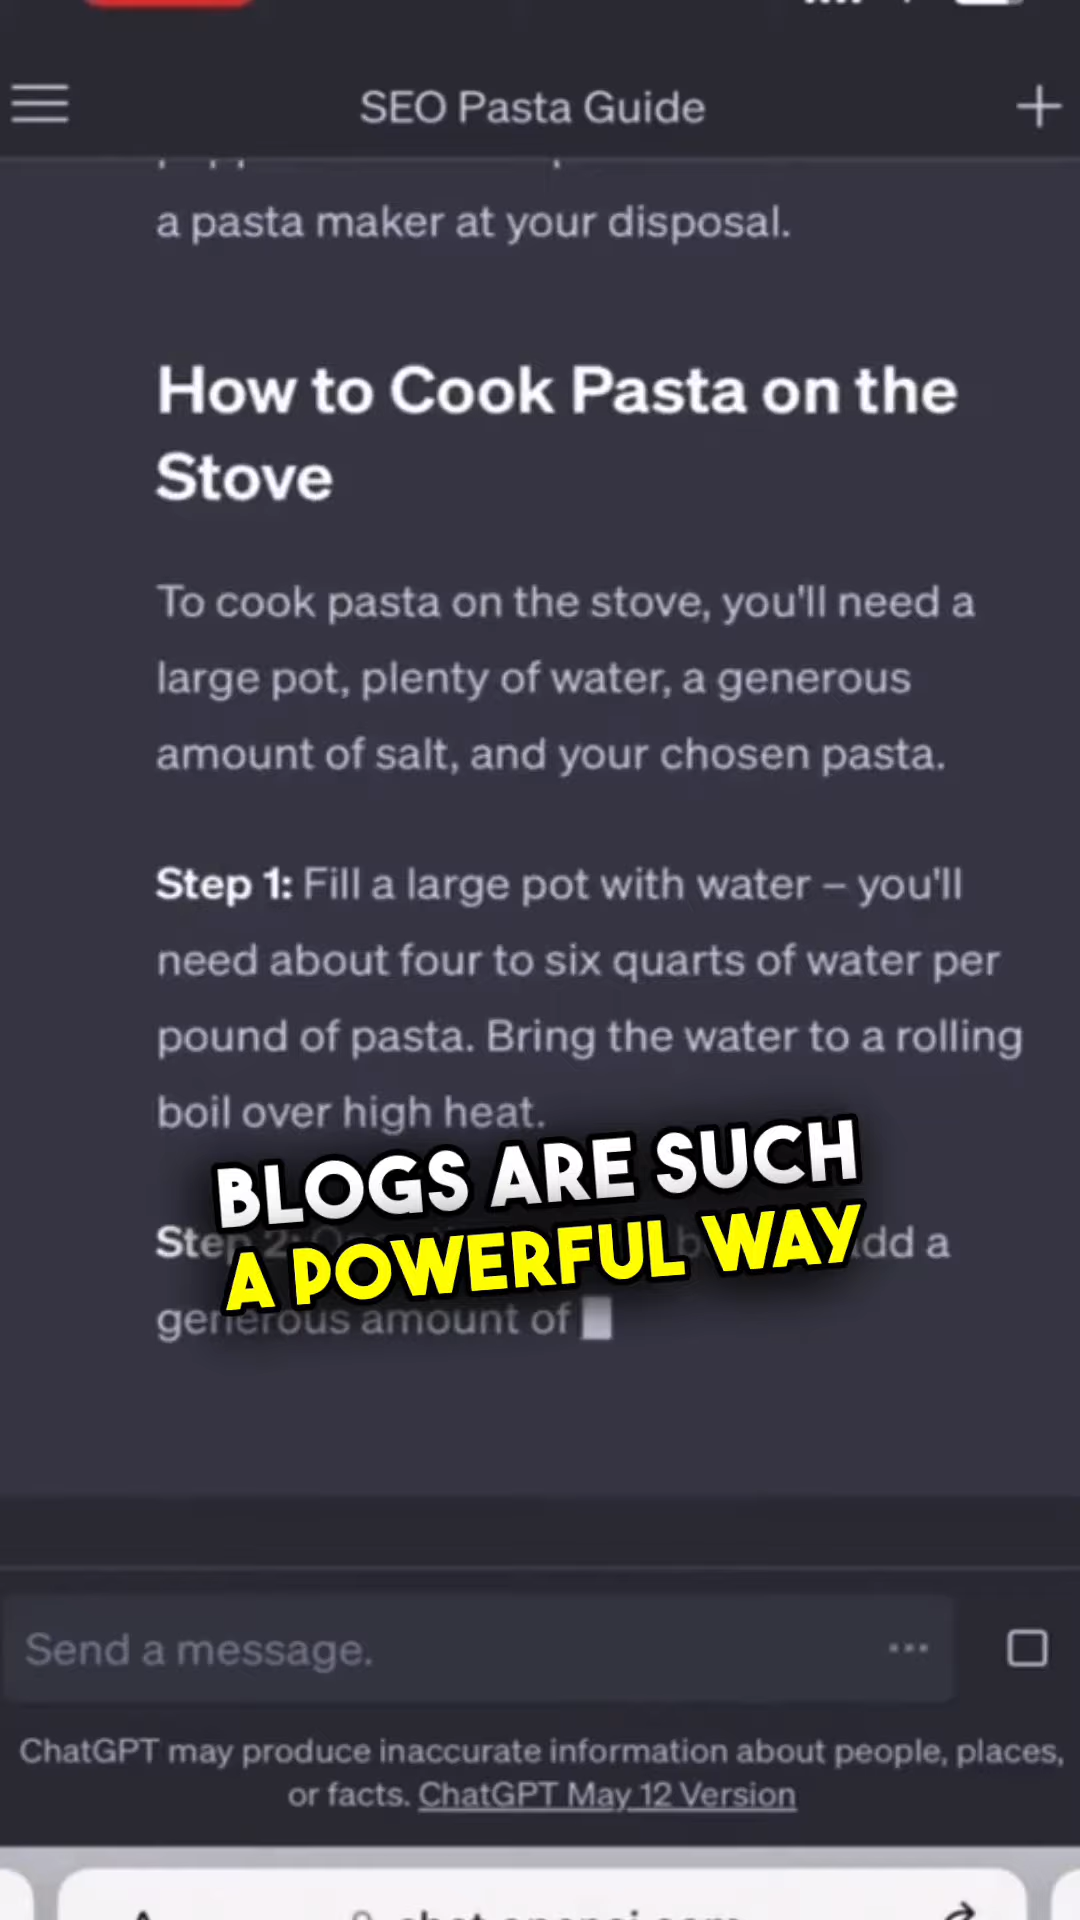 SEO Pasta Guide
a pasta maker at your disposal.
How to Cook Pasta on the
Stove
To cook pasta on the stove, you'll need a
large pot, plenty of water, a generous
amount of salt, and your chosen pasta.
Step 1: Fill a large pot with water – you'll
need about four to six quarts of water per
pound of pasta. Bring the water to a rolling
boil over high heat.
BLOGS ARE SUCH
A POWERFUL WAY
Step 2: add a
generous amount of
Send a message.
ChatGPT may produce inaccurate information about people, places,
or facts. ChatGPT May 12 Version